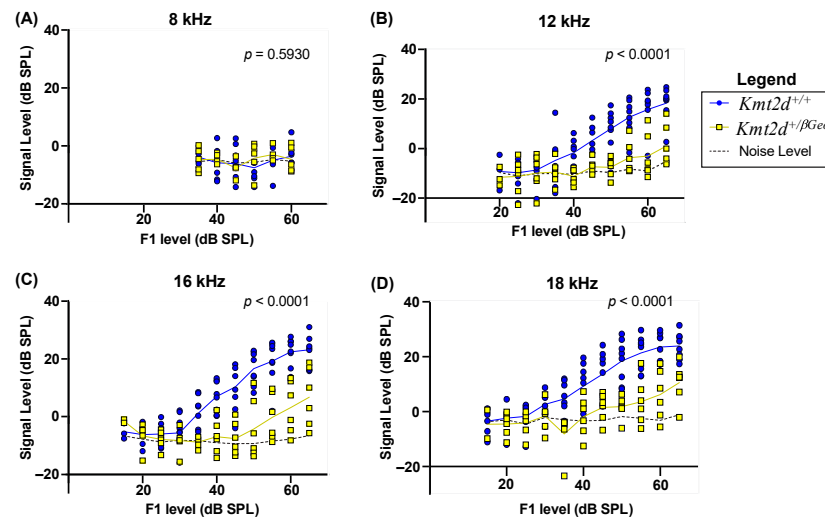 (A)
8 kHz
p = 0.5930
Signal Level (dB SPL)
40
20
0
–20
20
40
60
F1 level (dB SPL)
(B)
12 kHz
p < 0.0001
Signal Level (dB SPL)
40
20
0
–20
20
40
60
F1 level (dB SPL)
Legend
Kmt2d+/+
Kmt2d+/βGeo
Noise Level
(C)
16 kHz
p < 0.0001
Signal Level (dB SPL)
40
20
0
–20
20
40
60
F1 level (dB SPL)
(D)
18 kHz
p < 0.0001
Signal Level (dB SPL)
40
20
0
–20
20
40
60
F1 level (dB SPL)